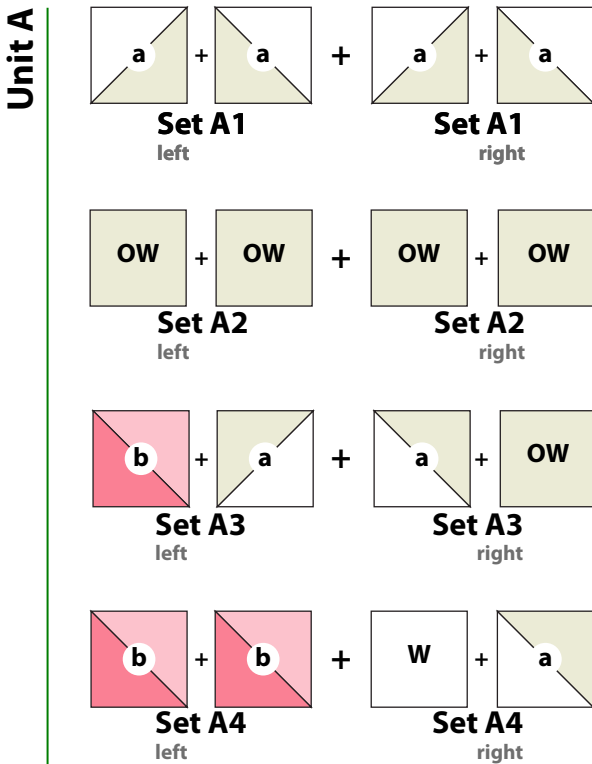 Unit A
a + a + a + a
Set A1 Set A1
left right
OW + OW + OW + OW
Set A2 Set A2
left right
b + a + a + OW
Set A3 Set A3
left right
b + b + W + a
Set A4 Set A4
left right